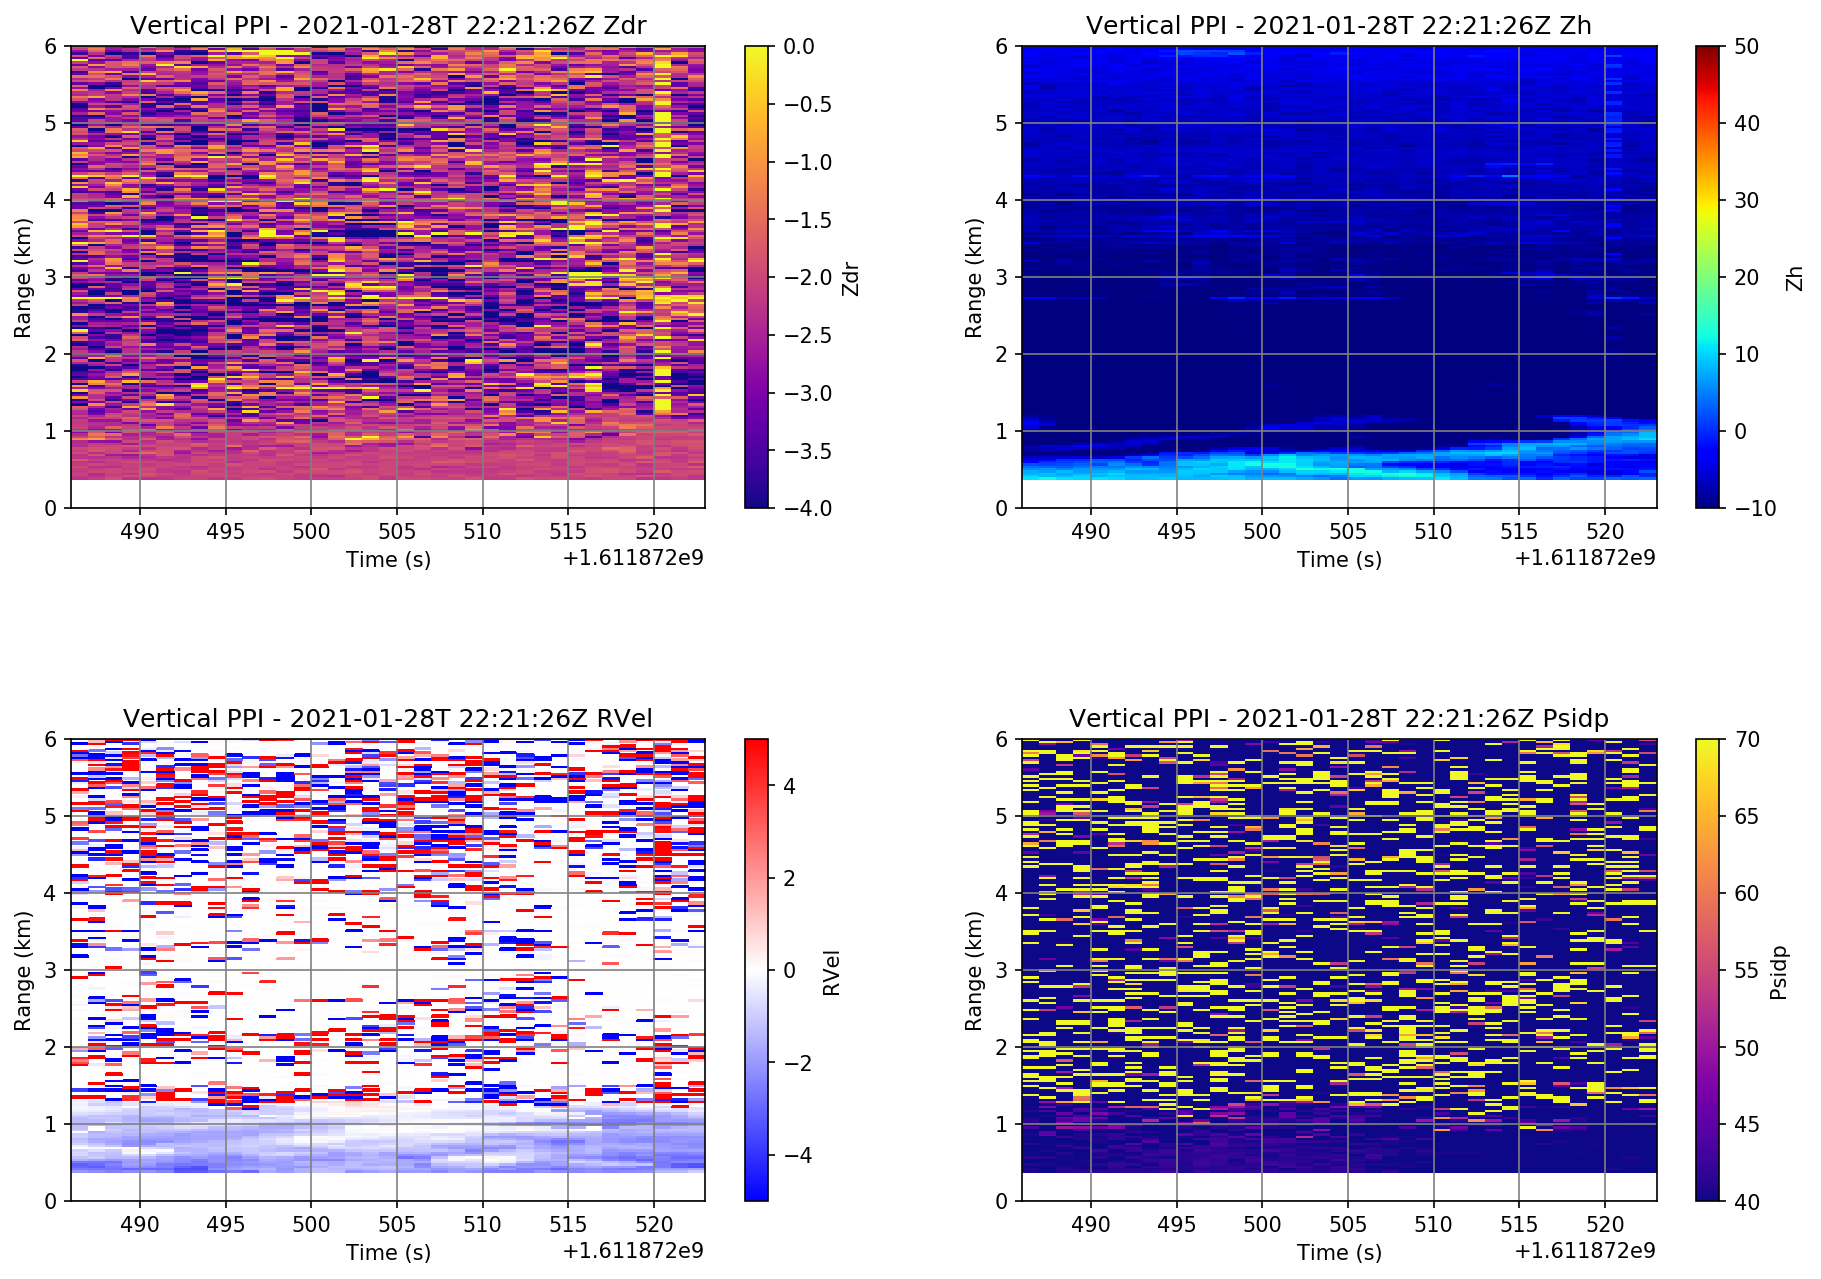 Vertical PPI - 2021-01-28T 22:21:26Z Zdr
6
5
4
3
2
1
0
Range (km)
490 495 500 505 510 515 520
Time (s)
+1.611872e9
0.0
−0.5
−1.0
−1.5
−2.0
−2.5
−3.0
−3.5
−4.0
Zdr
Vertical PPI - 2021-01-28T 22:21:26Z Zh
6
5
4
3
2
1
0
Range (km)
490 495 500 505 510 515 520
Time (s)
+1.611872e9
50
40
30
20
10
0
−10
Zh
Vertical PPI - 2021-01-28T 22:21:26Z RVel
6
5
4
3
2
1
0
Range (km)
490 495 500 505 510 515 520
Time (s)
+1.611872e9
4
2
0
−2
−4
RVel
Vertical PPI - 2021-01-28T 22:21:26Z Psidp
6
5
4
3
2
1
0
Range (km)
490 495 500 505 510 515 520
Time (s)
+1.611872e9
70
65
60
55
50
45
40
Psidp